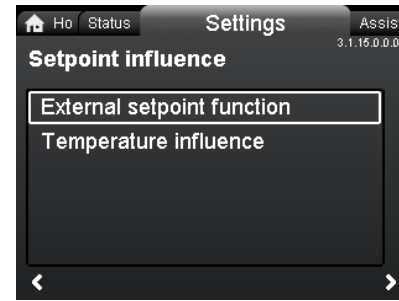 Ho Status Settings Assis
3.1.15.0.0.0
Setpoint influence
External setpoint function
Temperature influence